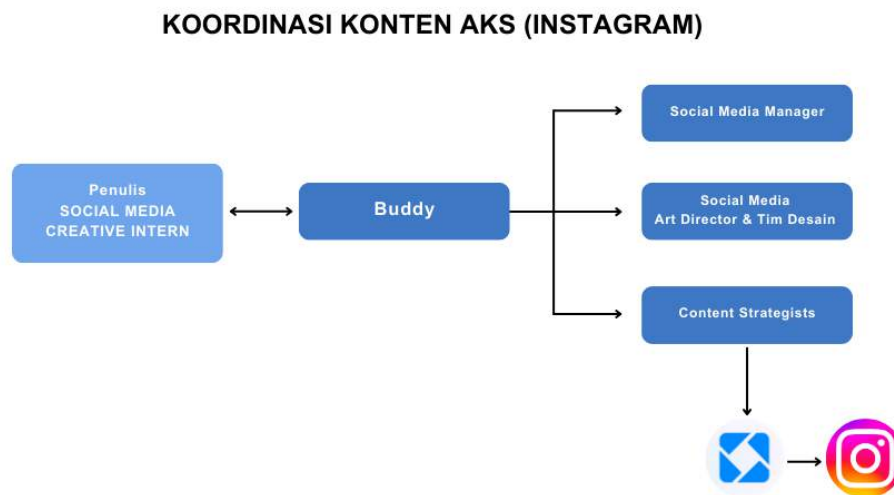 KOORDINASI KONTEN AKS (INSTAGRAM)
Social Media Manager
Penulis
SOCIAL MEDIA
CREATIVE INTERN
Buddy
Social Media
Art Director & Tim Desain
Content Strategists